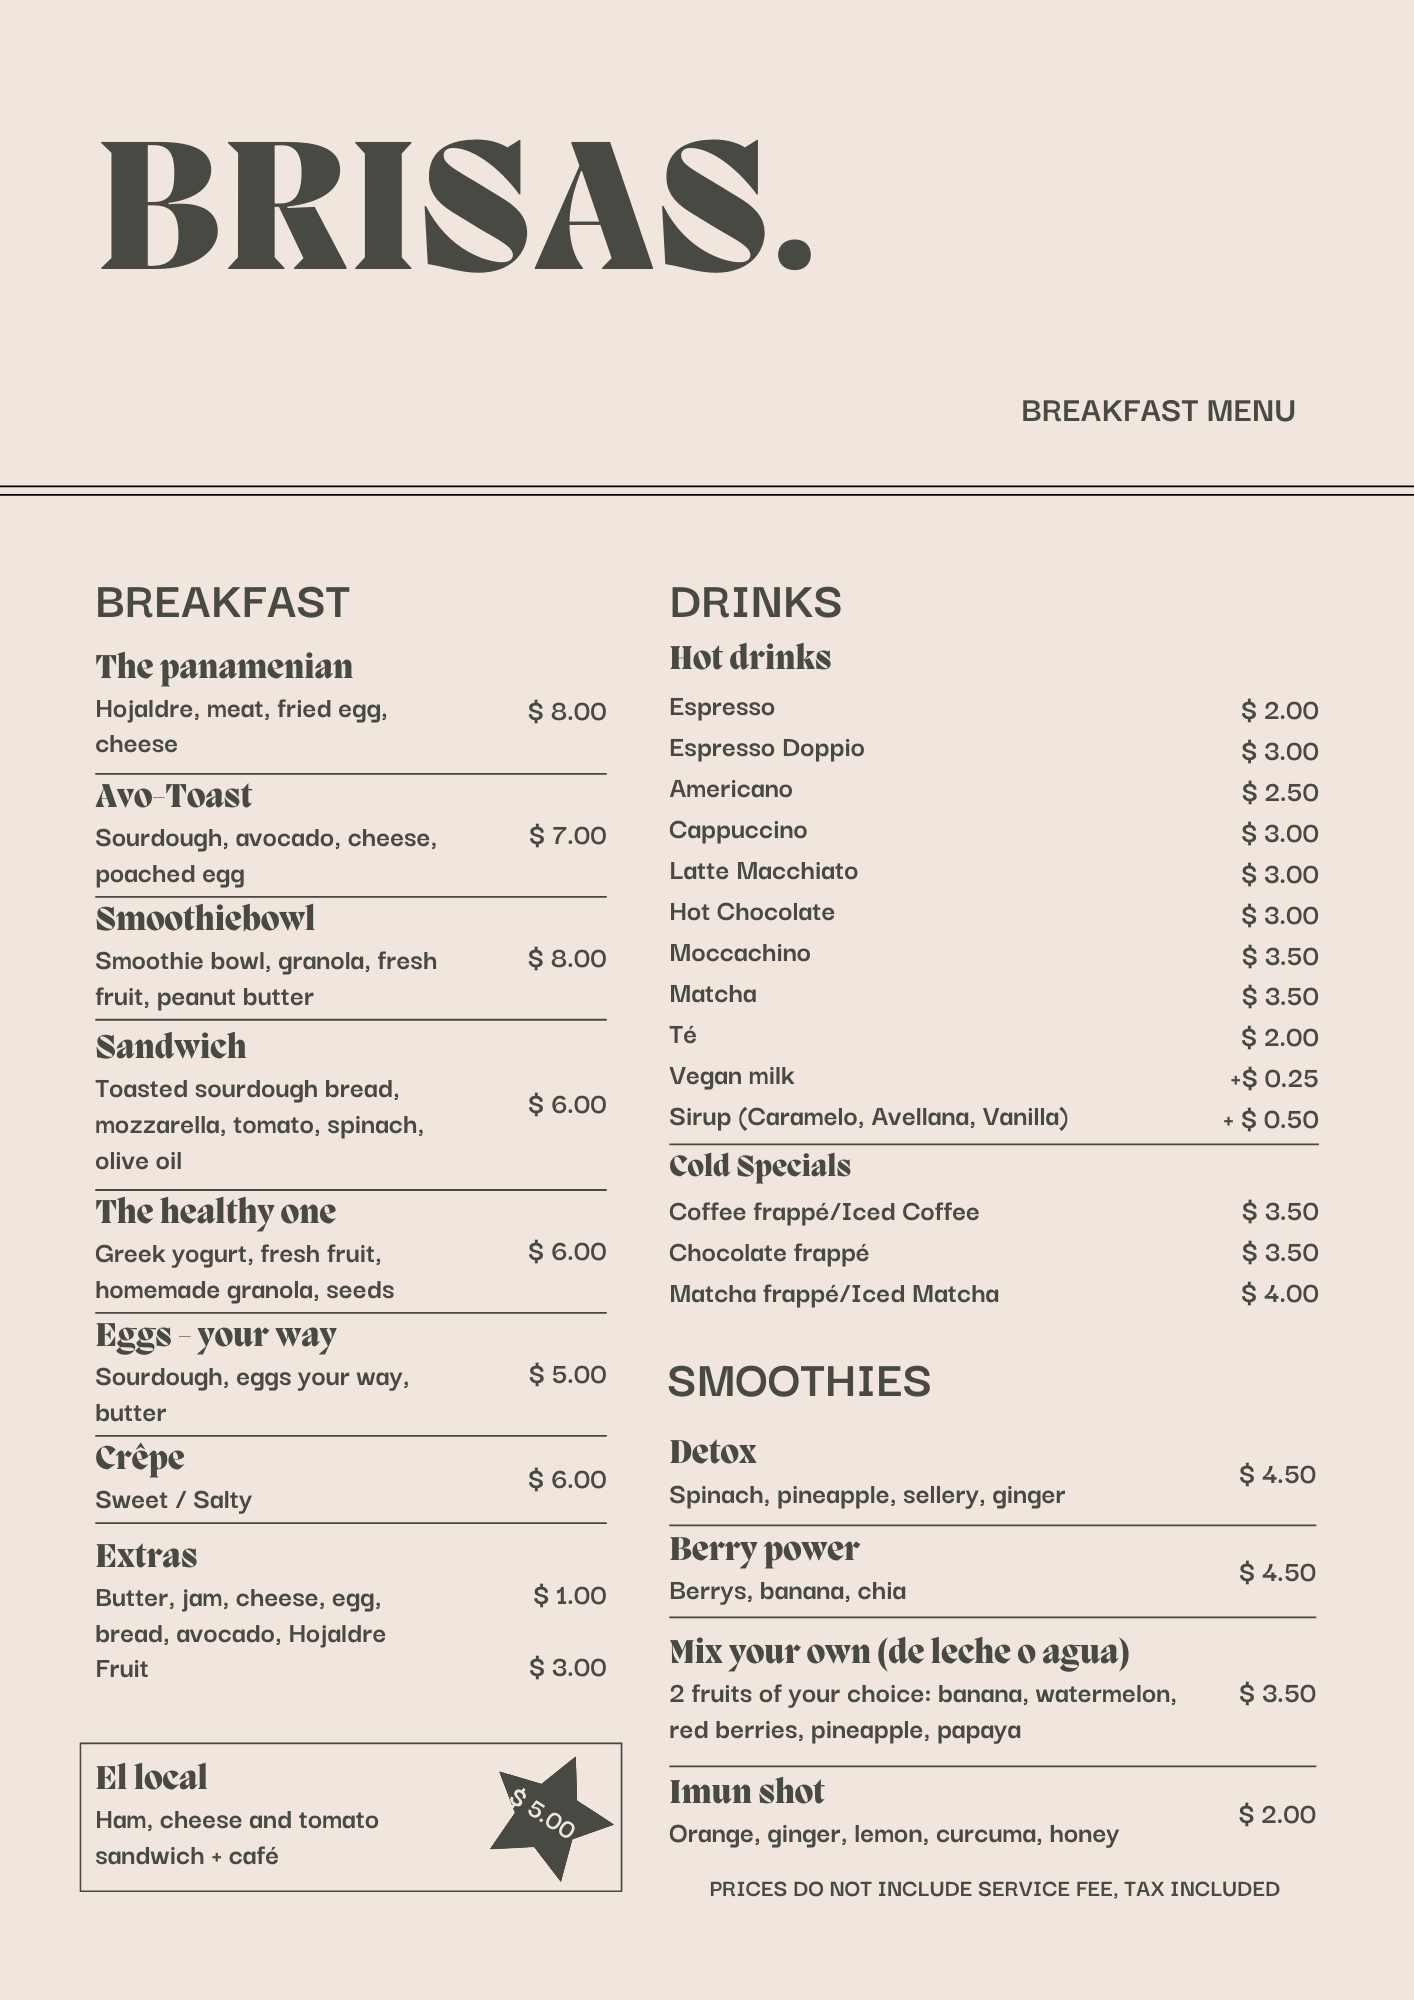 BRISAS.
BREAKFAST MENU
BREAKFAST
The panamenian
Hojaldre, meat, fried egg,
cheese
$ 8.00
Avo-Toast
Sourdough, avocado, cheese,
poached egg
$ 7.00
Smoothiebowl
Smoothie bowl, granola, fresh
fruit, peanut butter
$ 8.00
Sandwich
Toasted sourdough bread,
mozzarella, tomato, spinach,
olive oil
$ 6.00
The healthy one
Greek yogurt, fresh fruit,
homemade granola, seeds
$ 6.00
Eggs - your way
Sourdough, eggs your way,
butter
$ 5.00
Crêpe
Sweet / Salty
$ 6.00
Extras
Butter, jam, cheese, egg,
bread, avocado, Hojaldre
$ 1.00
Fruit
$ 3.00
El local
Ham, cheese and tomato
sandwich + café
$ 5.00
DRINKS
Hot drinks
Espresso $ 2.00
Espresso Doppio $ 3.00
Americano $ 2.50
Cappuccino $ 3.00
Latte Macchiato $ 3.00
Hot Chocolate $ 3.00
Moccachino $ 3.50
Matcha $ 3.50
Té $ 2.00
Vegan milk +$ 0.25
Sirup (Caramelo, Avellana, Vanilla) + $ 0.50
Cold Specials
Coffee frappé/Iced Coffee $ 3.50
Chocolate frappé $ 3.50
Matcha frappé/Iced Matcha $ 4.00
SMOOTHIES
Detox
Spinach, pineapple, sellery, ginger
$ 4.50
Berry power
Berrys, banana, chia
$ 4.50
Mix your own (de leche o agua)
2 fruits of your choice: banana, watermelon,
red berries, pineapple, papaya
$ 3.50
Imun shot
Orange, ginger, lemon, curcuma, honey
$ 2.00
PRICES DO NOT INCLUDE SERVICE FEE, TAX INCLUDED